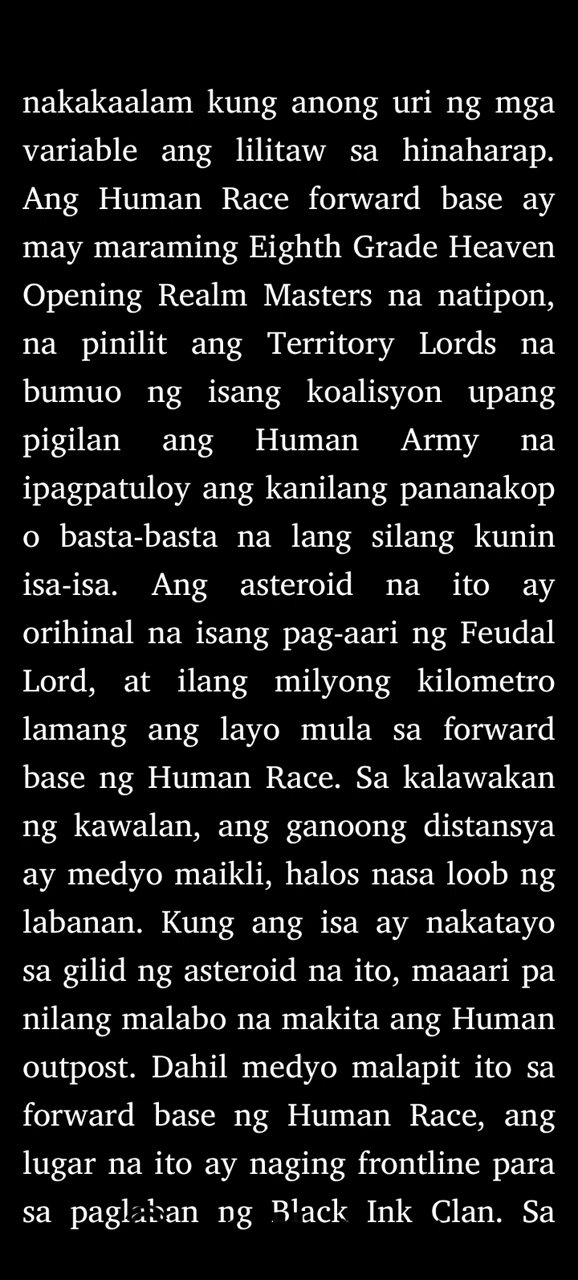 nakakaalam kung anong uri ng mga
variable ang lilitaw sa hinaharap.
Ang Human Race forward base ay
may maraming Eighth Grade Heaven
Opening Realm Masters na natipon,
na pinilit ang Territory Lords na
bumuo ng isang koalisyon upang
pigilan ang Human Army na
ipagpatuloy ang kanilang pananakop
o basta-basta na lang silang kunin
isa-isa. Ang asteroid na ito ay
orihinal na isang pag-aari ng Feudal
Lord, at ilang milyong kilometro
lamang ang layo mula sa forward
base ng Human Race. Sa kalawakan
ng kawalan, ang ganoong distansya
ay medyo maikli, halos nasa loob ng
labanan. Kung ang isa ay nakatayo
sa gilid ng asteroid na ito, maaari pa
nilang malabo na makita ang Human
outpost. Dahil medyo malapit ito sa
forward base ng Human Race, ang
lugar na ito ay naging frontline para
sa paglaban ng Black Ink Clan. Sa